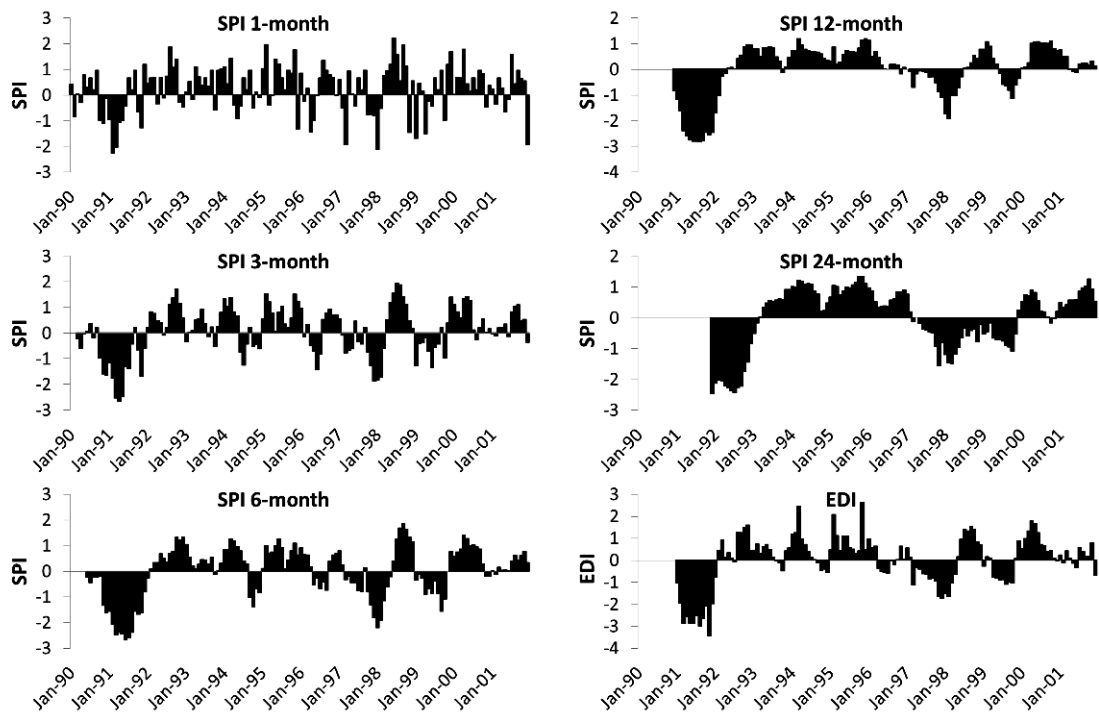 SPI 1-month
SPI
3
2
1
0
-1
-2
-3
Jan-90 Jan-91 Jan-92 Jan-93 Jan-94 Jan-95 Jan-96 Jan-97 Jan-98 Jan-99 Jan-00 Jan-01
SPI 12-month
SPI
2
1
0
-1
-2
-3
-4
Jan-90 Jan-91 Jan-92 Jan-93 Jan-94 Jan-95 Jan-96 Jan-97 Jan-98 Jan-99 Jan-00 Jan-01
SPI 3-month
SPI
3
2
1
0
-1
-2
-3
Jan-90 Jan-91 Jan-92 Jan-93 Jan-94 Jan-95 Jan-96 Jan-97 Jan-98 Jan-99 Jan-00 Jan-01
SPI 24-month
SPI
2
1
0
-1
-2
-3
Jan-90 Jan-91 Jan-92 Jan-93 Jan-94 Jan-95 Jan-96 Jan-97 Jan-98 Jan-99 Jan-00 Jan-01
SPI 6-month
SPI
3
2
1
0
-1
-2
-3
Jan-90 Jan-91 Jan-92 Jan-93 Jan-94 Jan-95 Jan-96 Jan-97 Jan-98 Jan-99 Jan-00 Jan-01
EDI
EDI
3
2
1
0
-1
-2
-3
-4
Jan-90 Jan-91 Jan-92 Jan-93 Jan-94 Jan-95 Jan-96 Jan-97 Jan-98 Jan-99 Jan-00 Jan-01